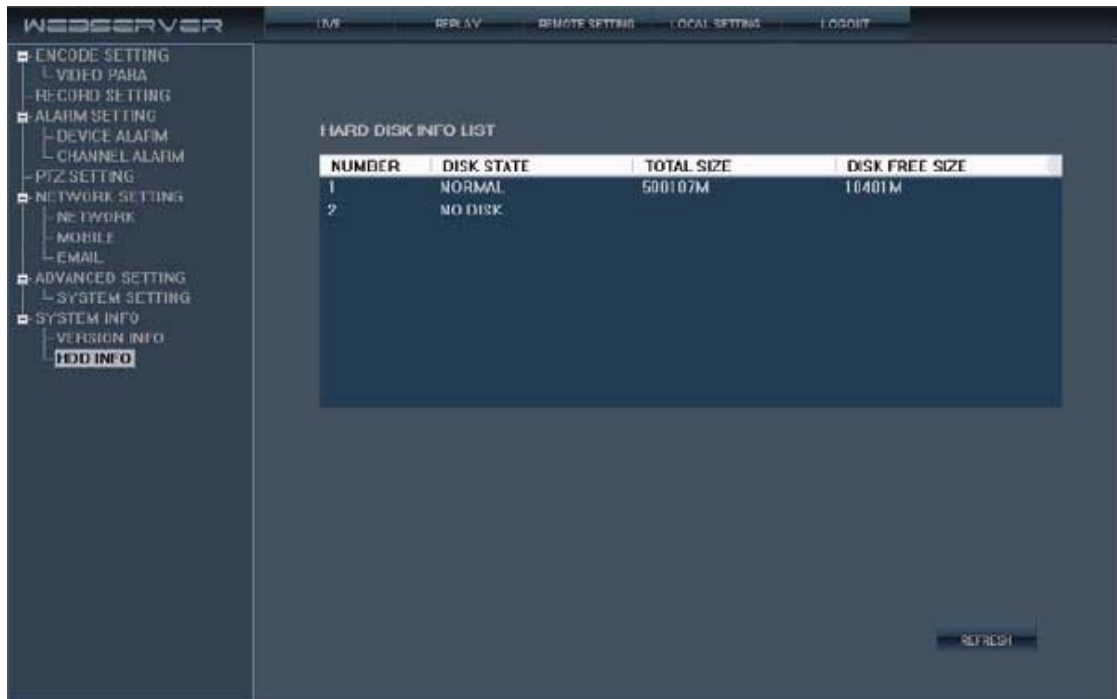 WEBSERVER
LIVE REPLAY REMOTE SETTING LOCAL SETTING LOGOUT
ENCODE SETTING
VIDEO PARA
RECORD SETTING
ALARM SETTING
DEVICE ALARM
CHANNEL ALARM
PTZ SETTING
NETWORK SETTING
NETWORK
MOBILE
EMAIL
ADVANCED SETTING
SYSTEM SETTING
SYSTEM INFO
VERSION INFO
HDD INFO
HARD DISK INFO LIST
NUMBER DISK STATE TOTAL SIZE DISK FREE SIZE
1 NORMAL 500107M 10401M
2 NO DISK
REFRESH